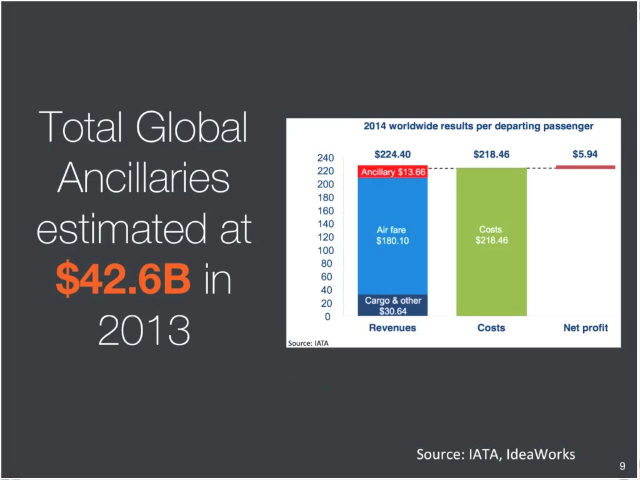 Total Global
Ancillaries
estimated at
$42.6B in
2013
2014 worldwide results per departing passenger
$224.40
$218.46
$5.94
240
220
200
180
160
140
120
100
80
60
40
20
0
Ancillary $13.66
Air fare
$180.10
Cargo & other
$30.64
Costs
$218.46
Revenues
Costs
Net profit
Source: IATA
Source: IATA, IdeaWorks
9